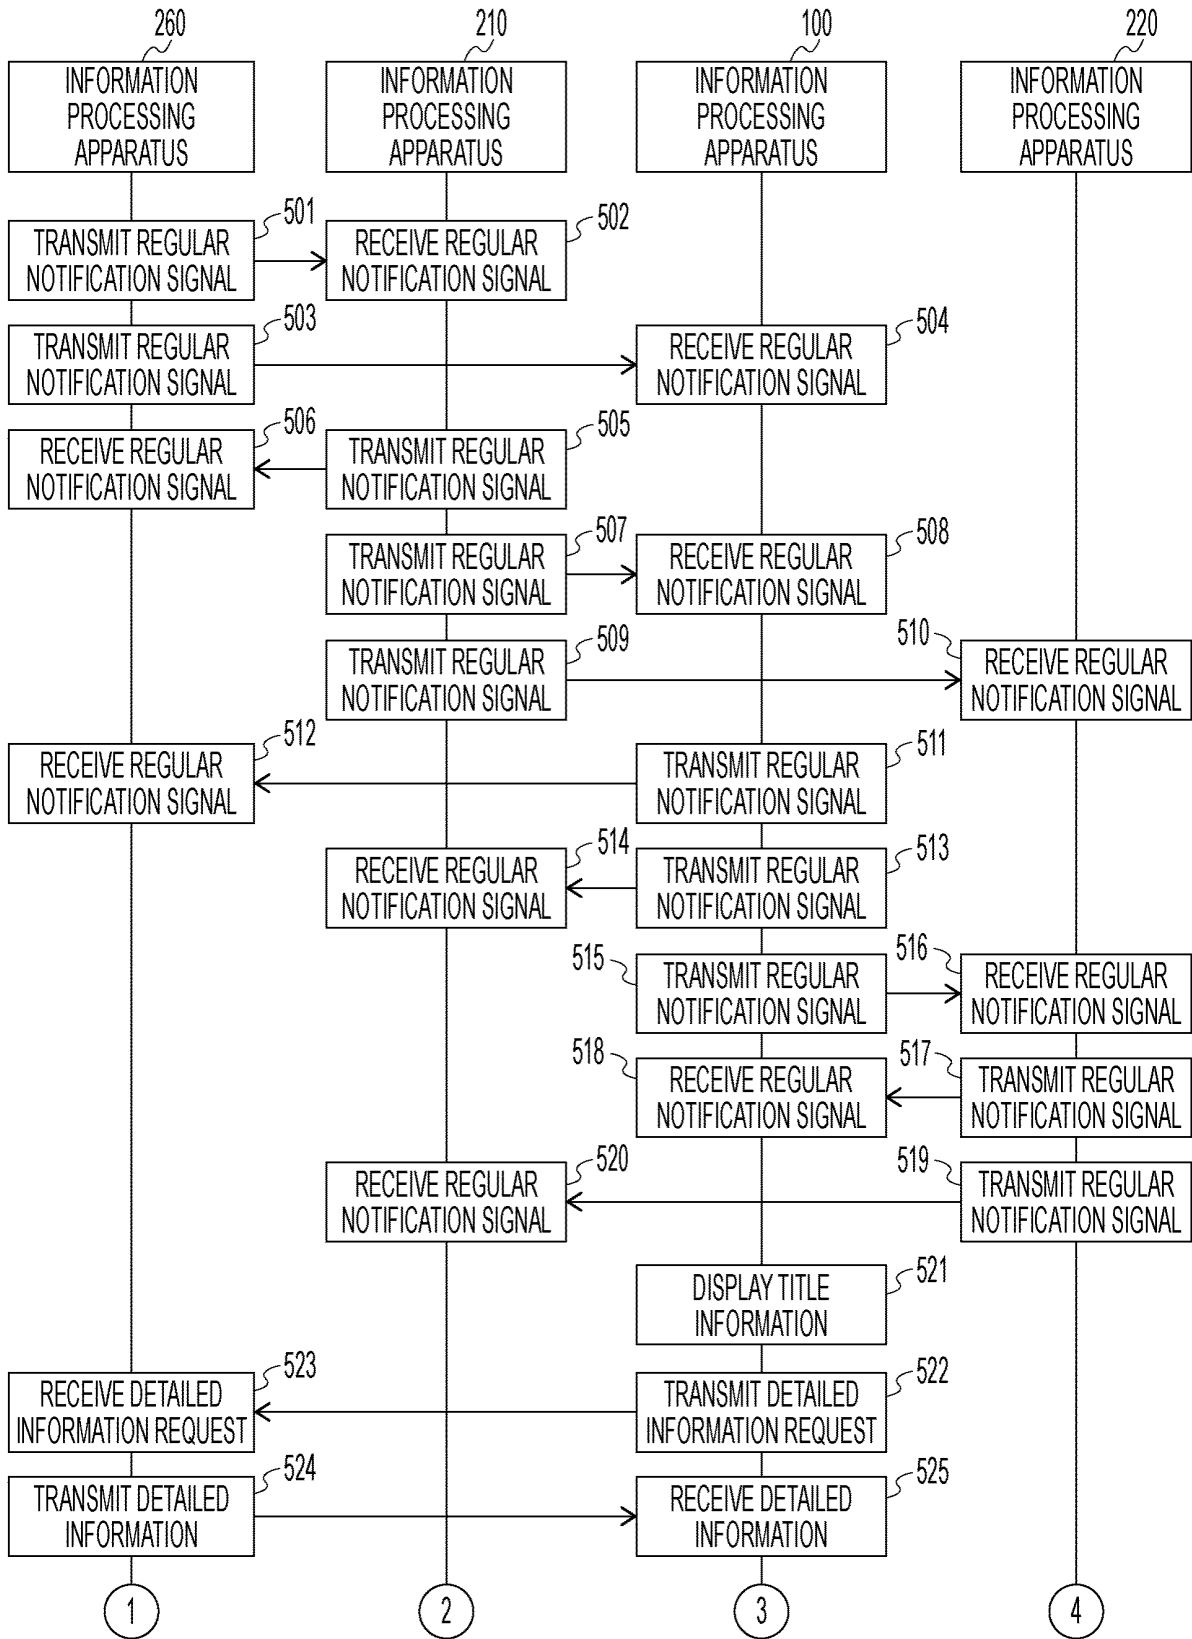 260
210
100
220
INFORMATION
PROCESSING
APPARATUS
INFORMATION
PROCESSING
APPARATUS
INFORMATION
PROCESSING
APPARATUS
INFORMATION
PROCESSING
APPARATUS
501
TRANSMIT REGULAR
NOTIFICATION SIGNAL
502
RECEIVE REGULAR
NOTIFICATION SIGNAL
503
TRANSMIT REGULAR
NOTIFICATION SIGNAL
504
RECEIVE REGULAR
NOTIFICATION SIGNAL
506
RECEIVE REGULAR
NOTIFICATION SIGNAL
505
TRANSMIT REGULAR
NOTIFICATION SIGNAL
507
TRANSMIT REGULAR
NOTIFICATION SIGNAL
508
RECEIVE REGULAR
NOTIFICATION SIGNAL
509
TRANSMIT REGULAR
NOTIFICATION SIGNAL
510
RECEIVE REGULAR
NOTIFICATION SIGNAL
512
RECEIVE REGULAR
NOTIFICATION SIGNAL
511
TRANSMIT REGULAR
NOTIFICATION SIGNAL
514
RECEIVE REGULAR
NOTIFICATION SIGNAL
513
TRANSMIT REGULAR
NOTIFICATION SIGNAL
515
TRANSMIT REGULAR
NOTIFICATION SIGNAL
516
RECEIVE REGULAR
NOTIFICATION SIGNAL
518
RECEIVE REGULAR
NOTIFICATION SIGNAL
517
TRANSMIT REGULAR
NOTIFICATION SIGNAL
520
RECEIVE REGULAR
NOTIFICATION SIGNAL
519
TRANSMIT REGULAR
NOTIFICATION SIGNAL
521
DISPLAY TITLE
INFORMATION
523
RECEIVE DETAILED
INFORMATION REQUEST
522
TRANSMIT DETAILED
INFORMATION REQUEST
524
TRANSMIT DETAILED
INFORMATION
525
RECEIVE DETAILED
INFORMATION
1
2
3
4